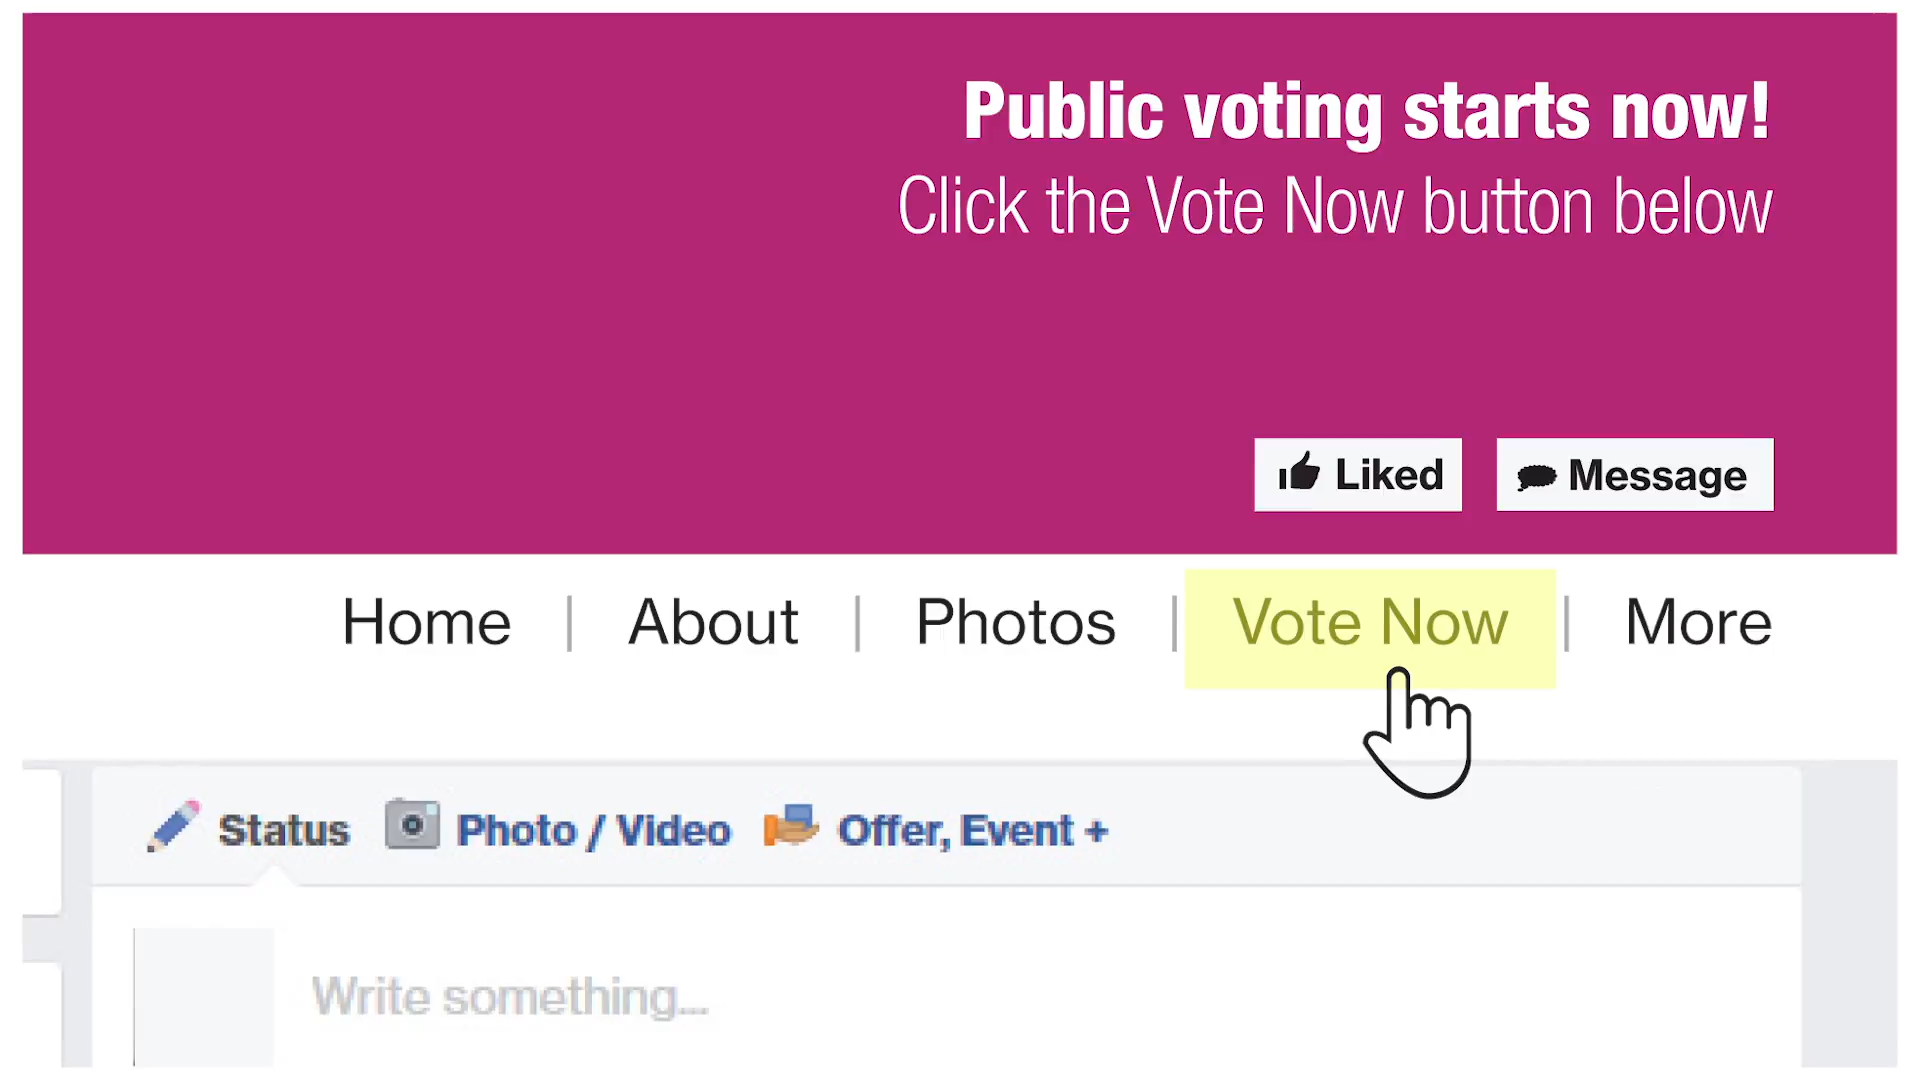 Public voting starts now!
Click the Vote Now button below
Liked Message
Home | About | Photos | Vote Now | More
Status Photo / Video Offer, Event +
Write something...